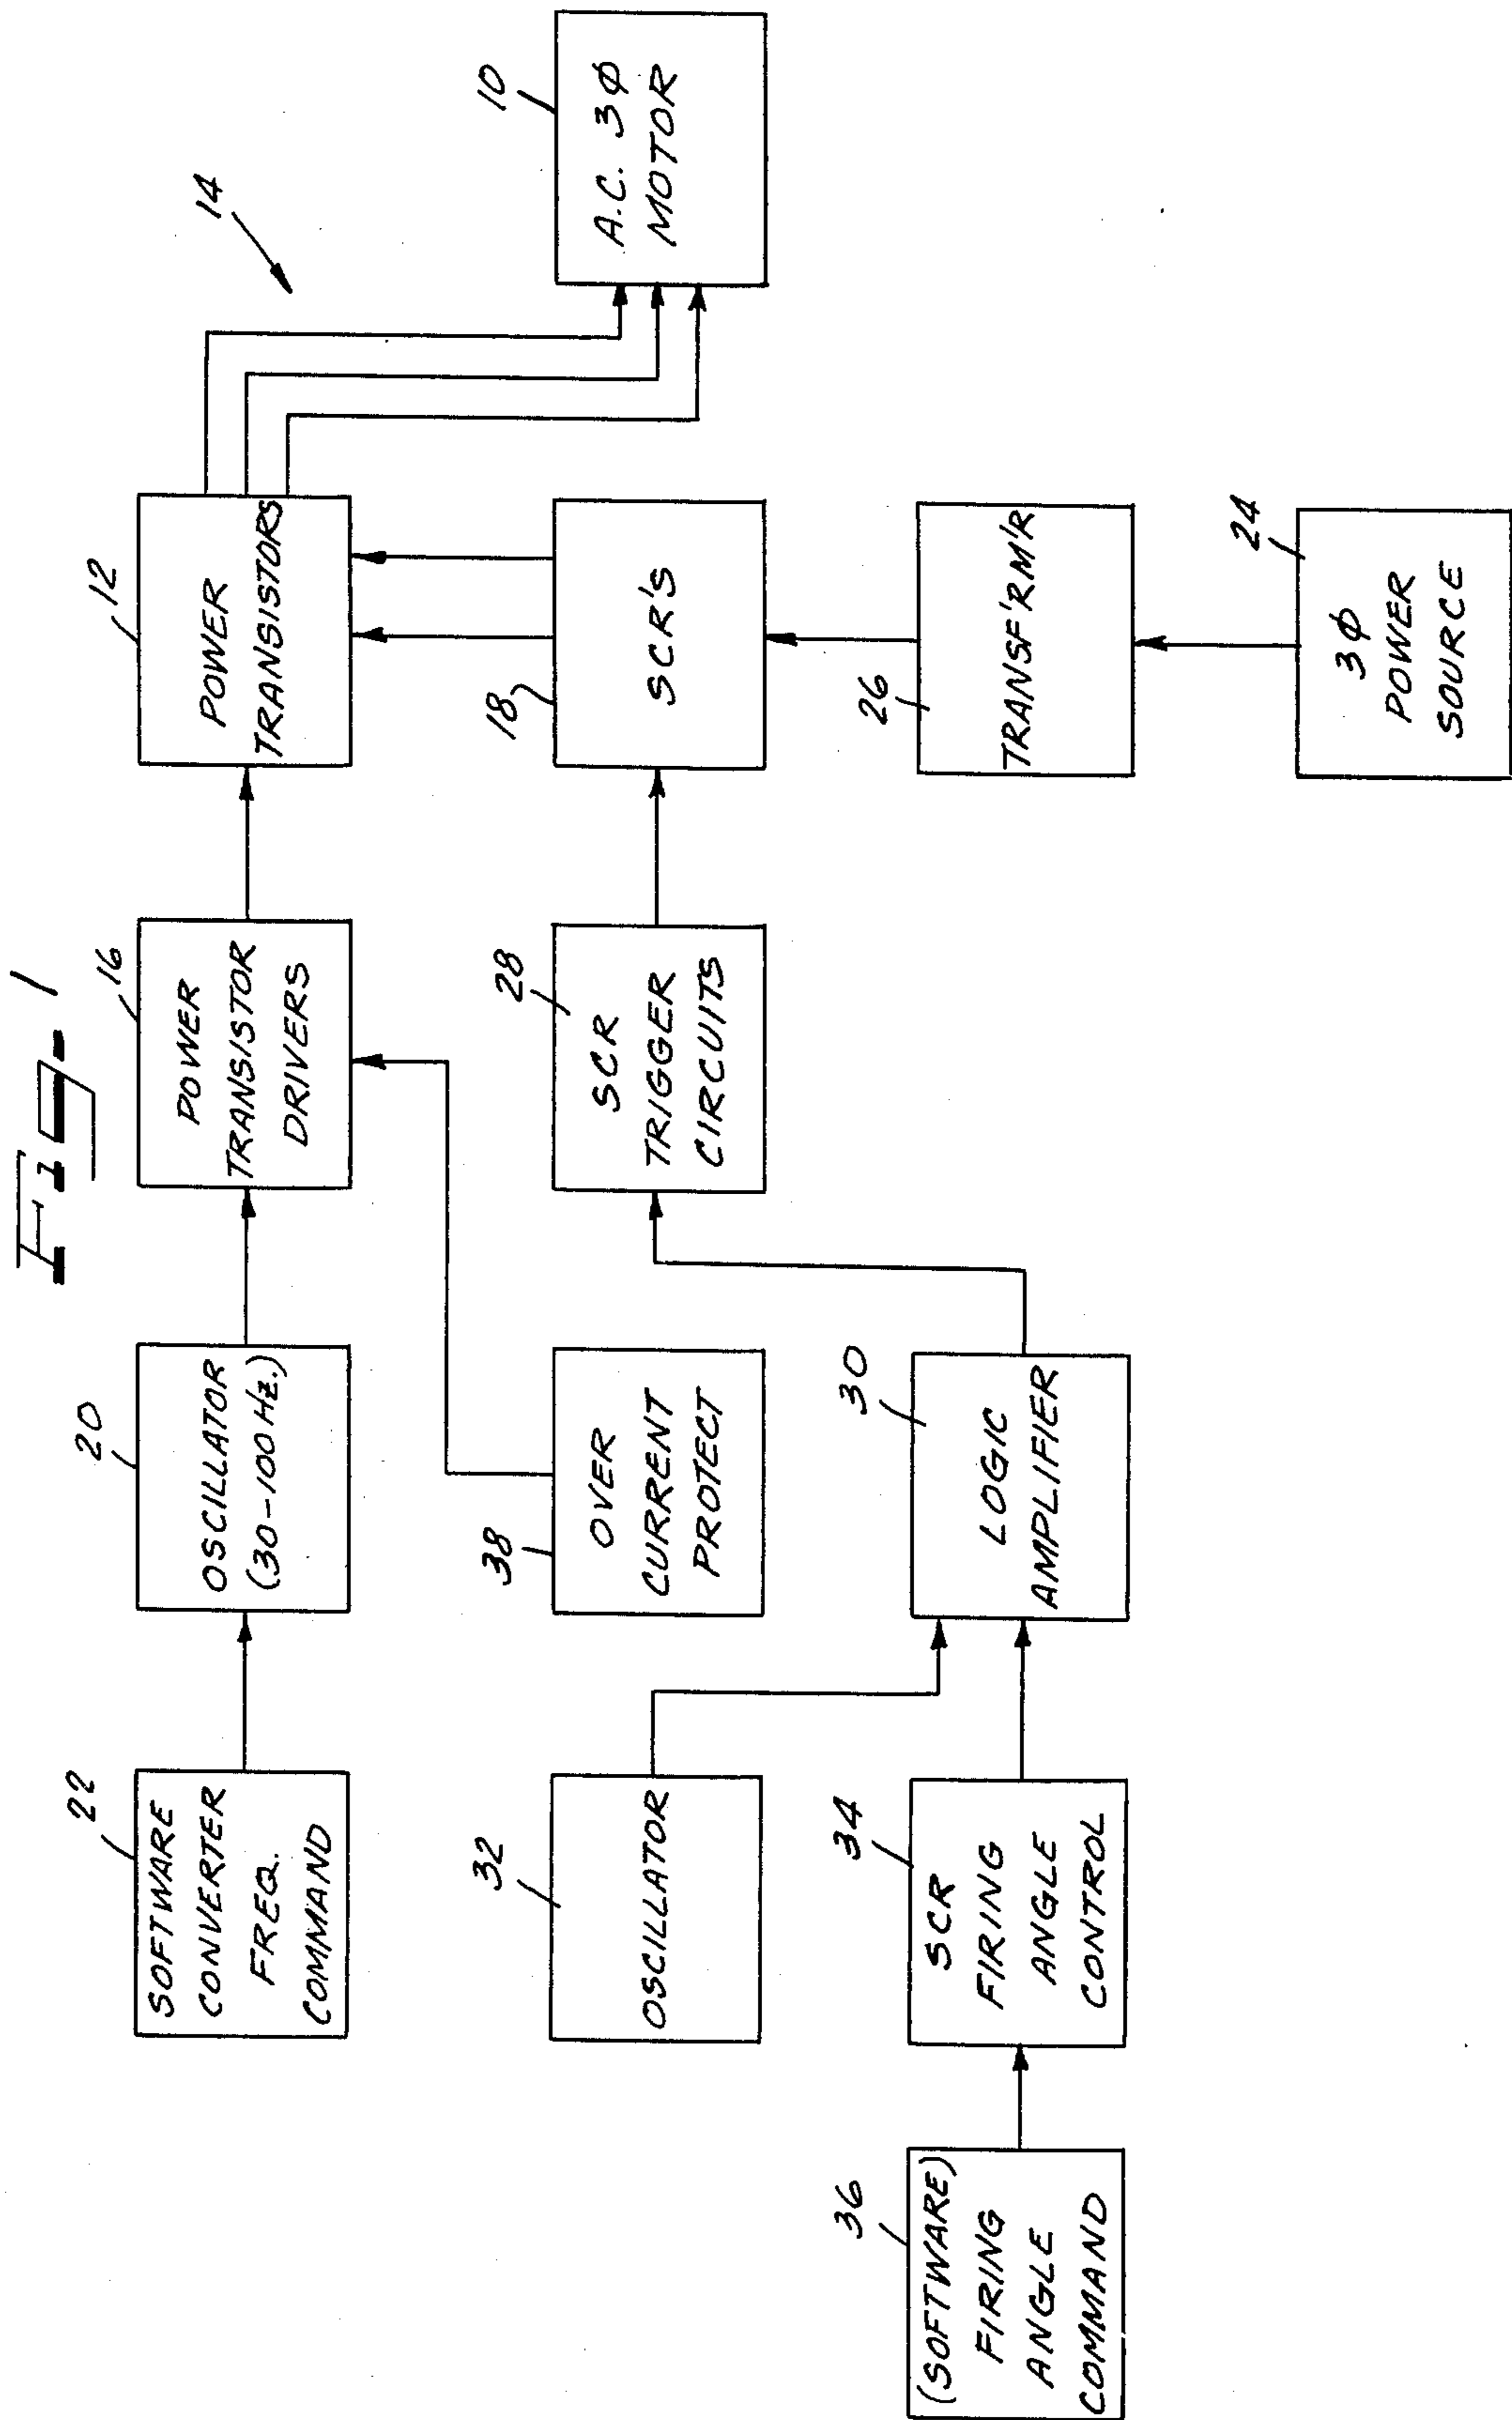 Fig-1
22
SOFTWARE
CONVERTER
FREQ.
COMMAND
20
OSCILLATOR
(30-100 Hz.)
16
POWER
TRANSISTOR
DRIVERS
12
POWER
TRANSISTORS
14
10
A.C. 3Φ
MOTOR
32
OSCILLATOR
38
OVER
CURRENT
PROTECT
28
SCR
TRIGGER
CIRCUITS
18
SCR'S
36
(SOFTWARE)
FIRING
ANGLE
COMMAND
34
SCR
FIRING
ANGLE
CONTROL
30
LOGIC
AMPLIFIER
26
TRANSF'RM'R
24
3Φ
POWER
SOURCE